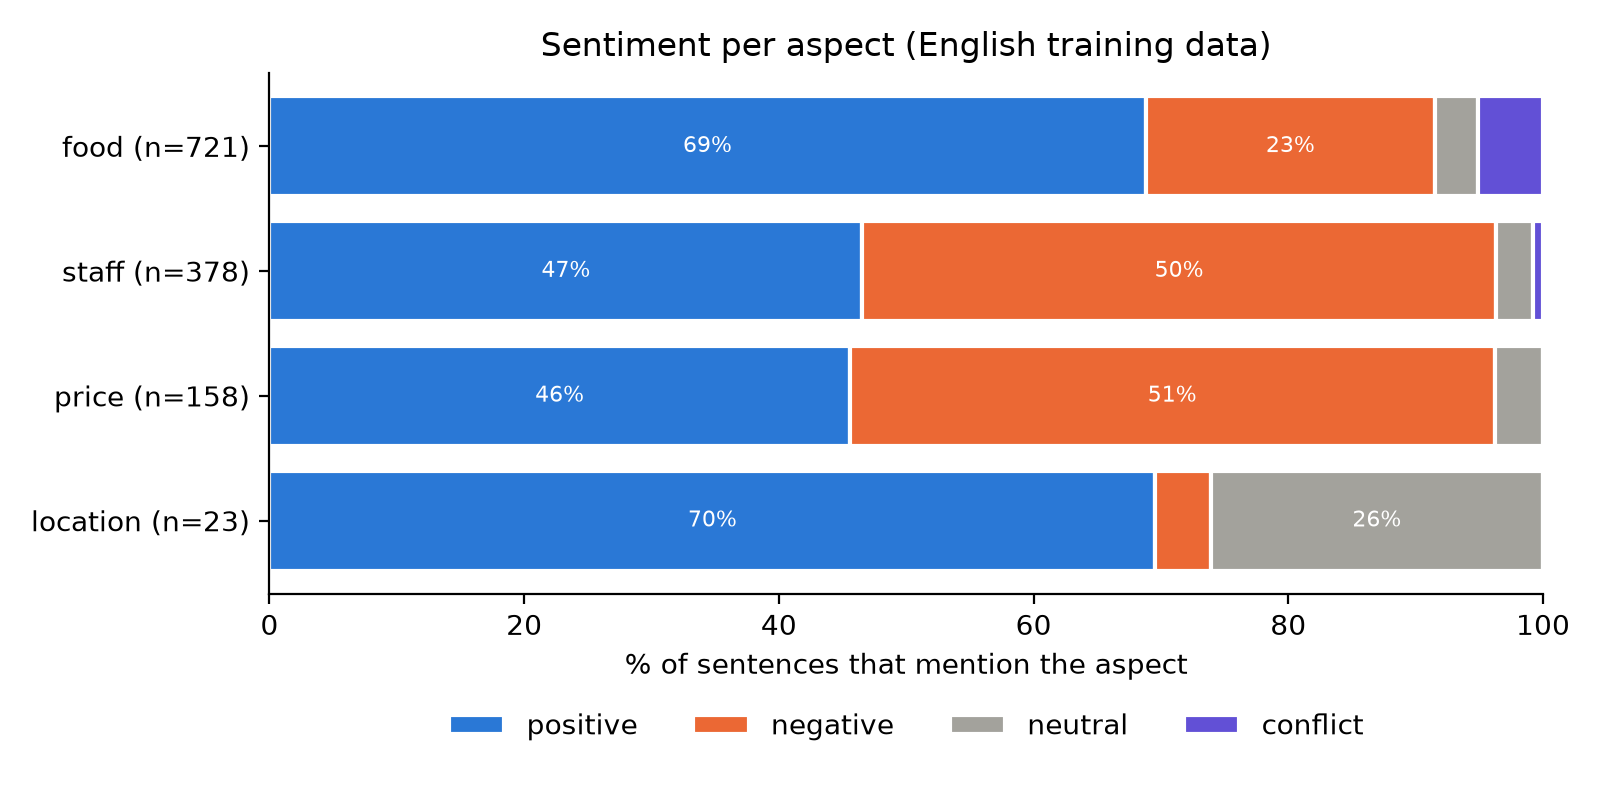 Sentiment per aspect (English training data)
food (n=721)
69%
23%
staff (n=378)
47%
50%
price (n=158)
46%
51%
location (n=23)
70%
26%
0 20 40 60 80 100
% of sentences that mention the aspect
positive negative neutral conflict